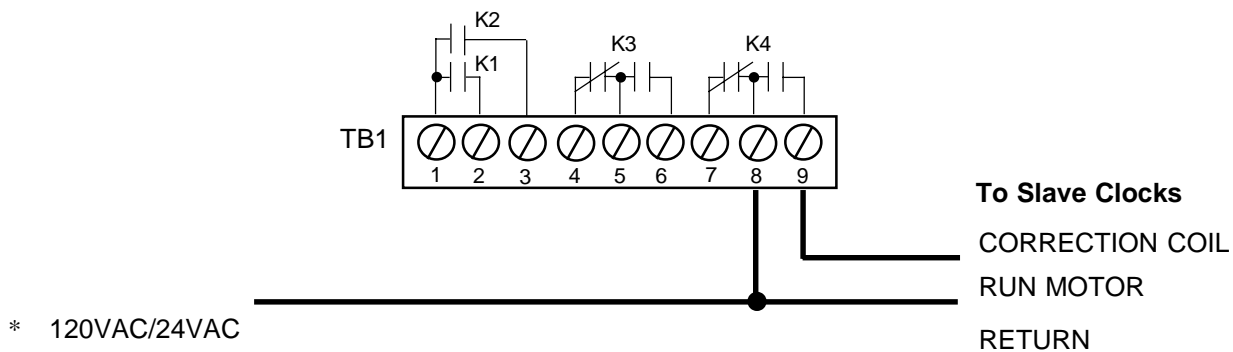 K2
K1
K3
K4
TB1
1 2 3 4 5 6 7 8 9
To Slave Clocks
CORRECTION COIL
RUN MOTOR
* 120VAC/24VAC
RETURN